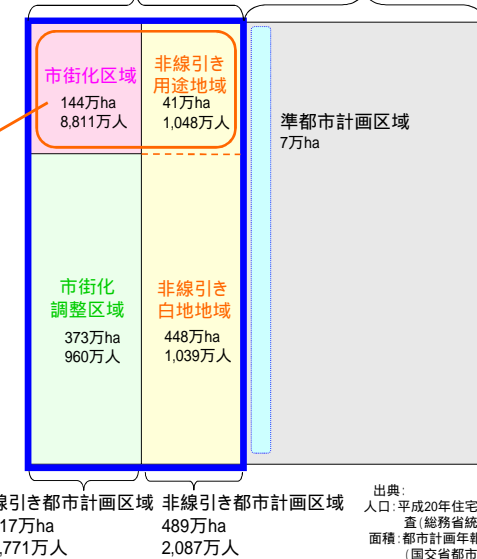 市街化区域
144万ha
8,811万人
非線引き
用途地域
41万ha
1,048万人
準都市計画区域
7万ha
市街化
調整区域
373万ha
960万人
非線引き
白地地域
448万ha
1,039万人
線引き都市計画区域
17万ha
,771万人
非線引き都市計画区域
489万ha
2,087万人
出典:
人口:平成20年住宅
査(総務省統
面積:都市計画年報
(国交省都市